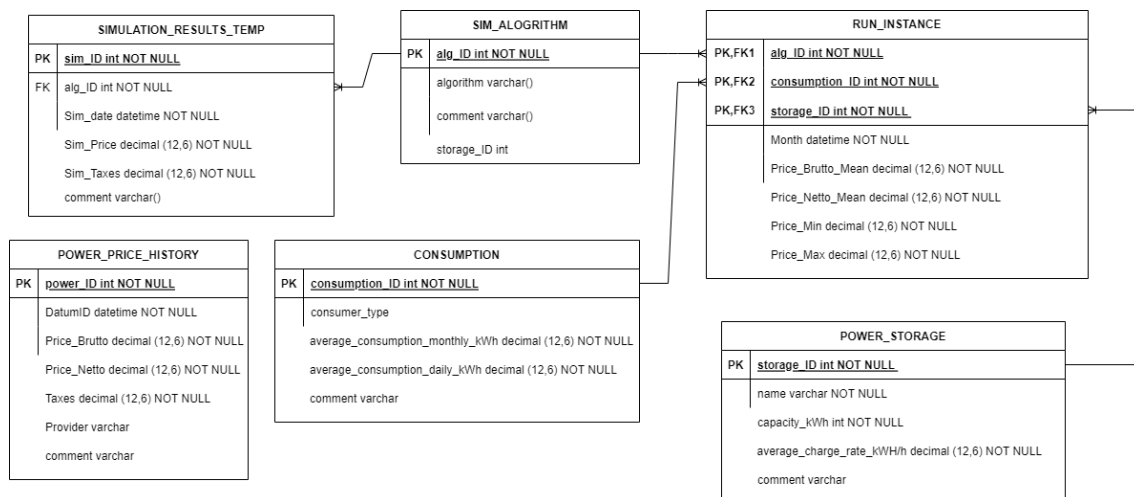 SIMULATION_RESULTS_TEMP
PK sim_ID int NOT NULL
FK alg_ID int NOT NULL
Sim_date datetime NOT NULL
Sim_Price decimal (12,6) NOT NULL
Sim_Taxes decimal (12,6) NOT NULL
comment varchar()
SIM_ALOGRITHM
PK alg_ID int NOT NULL
algorithm varchar()
comment varchar()
storage_ID int
RUN_INSTANCE
PK,FK1 alg_ID int NOT NULL
PK,FK2 consumption_ID int NOT NULL
PK,FK3 storage_ID int NOT NULL
Month datetime NOT NULL
Price_Brutto_Mean decimal (12,6) NOT NULL
Price_Netto_Mean decimal (12,6) NOT NULL
Price_Min decimal (12,6) NOT NULL
Price_Max decimal (12,6) NOT NULL
POWER_PRICE_HISTORY
PK power_ID int NOT NULL
DatumID datetime NOT NULL
Price_Brutto decimal (12,6) NOT NULL
Price_Netto decimal (12,6) NOT NULL
Taxes decimal (12,6) NOT NULL
Provider varchar
comment varchar
CONSUMPTION
PK consumption_ID int NOT NULL
consumer_type
average_consumption_monthly_kWh decimal (12,6) NOT NULL
average_consumption_daily_kWh decimal (12,6) NOT NULL
comment varchar
POWER_STORAGE
PK storage_ID int NOT NULL
name varchar NOT NULL
capacity_kWh int NOT NULL
average_charge_rate_kWH/h decimal (12,6) NOT NULL
comment varchar